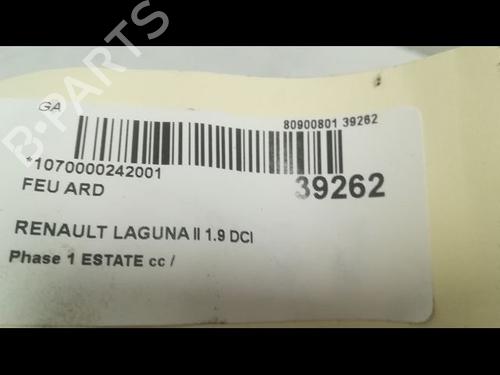 GA
80900801 39262
*1070000242001
FEU ARD
39262
RENAULT LAGUNA II 1.9 DCI
Phase 1 ESTATE cc /
B-PARTS